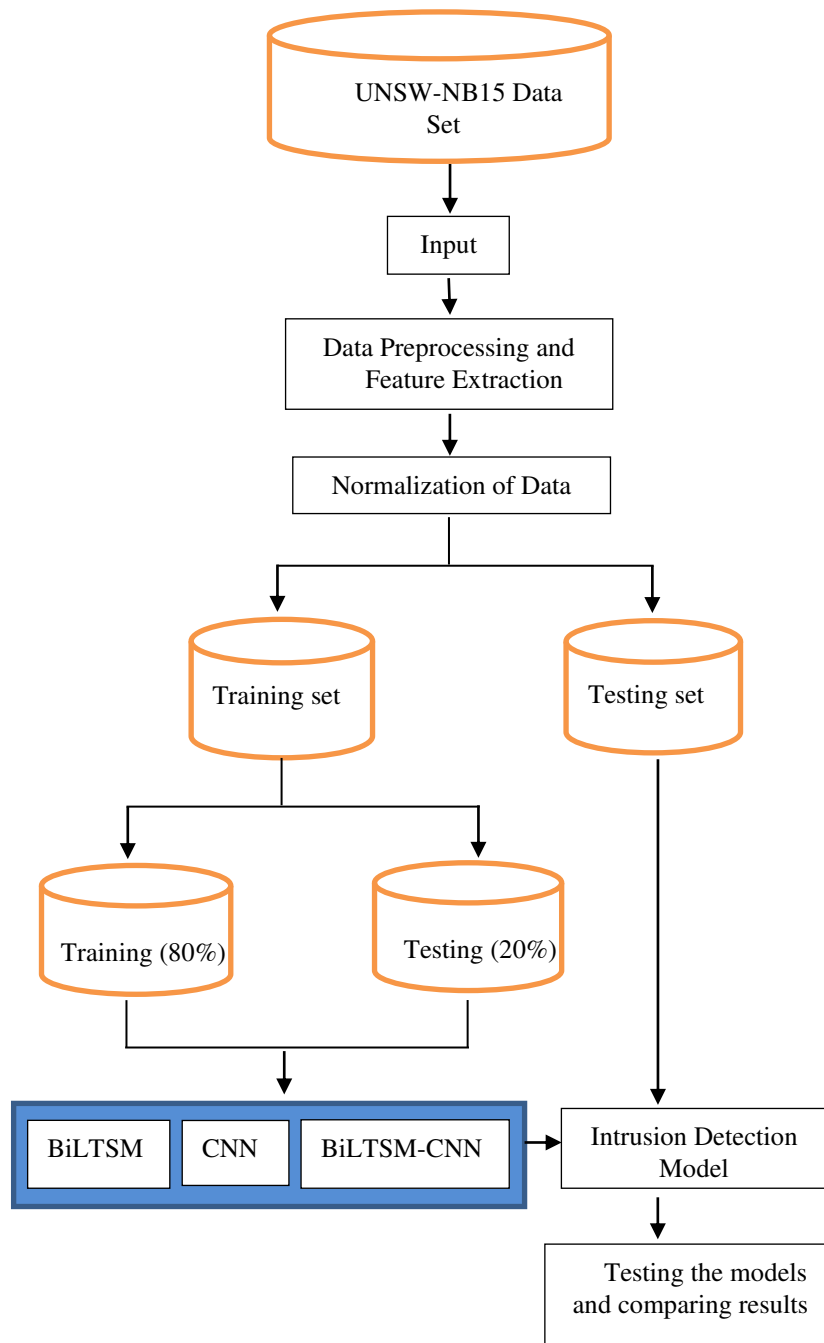 UNSW-NB15 Data
Set
Input
Data Preprocessing and
Feature Extraction
Normalization of Data
Training set
Testing set
Training (80%)
Testing (20%)
BiLTSM
CNN
BiLTSM-CNN
Intrusion Detection
Model
Testing the models
and comparing results